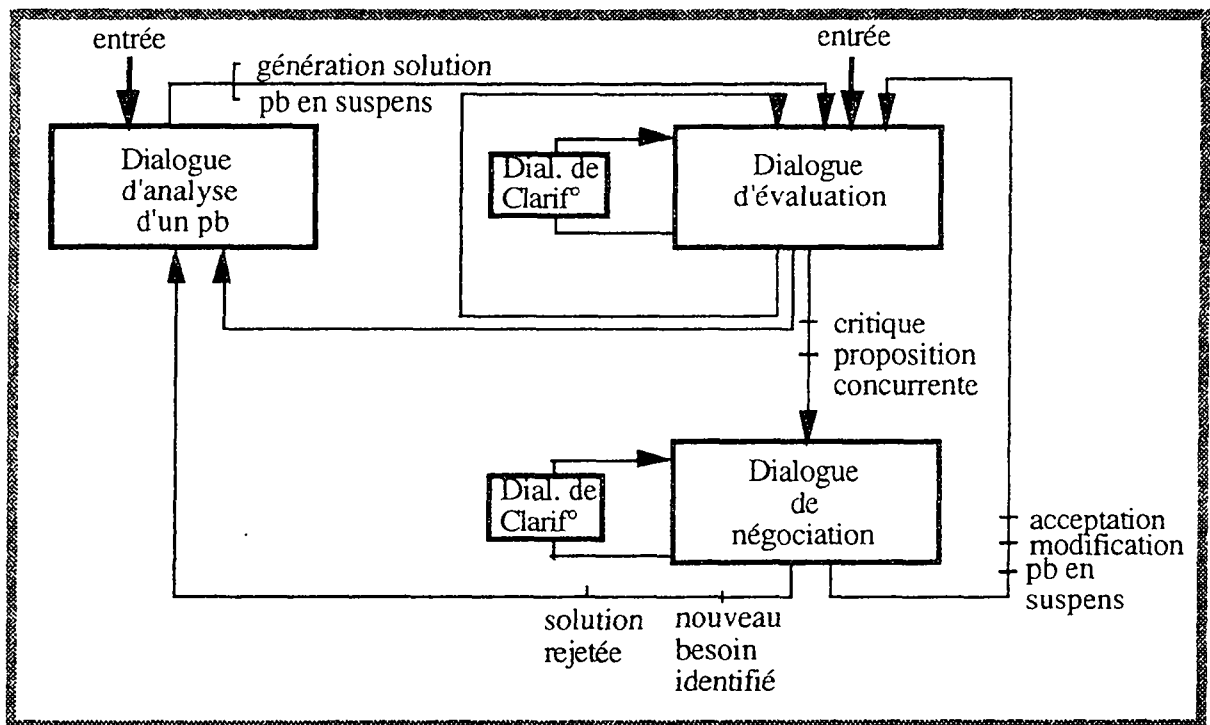 entrée
entrée
génération solution
pb en suspens
Dialogue
d'analyse
d'un pb
Dial. de
Clarif°
Dialogue
d'évaluation
critique
proposition
concurrente
Dial. de
Clarif°
Dialogue
de
négociation
acceptation
modification
pb en
suspens
solution
rejetée
nouveau
besoin
identifié